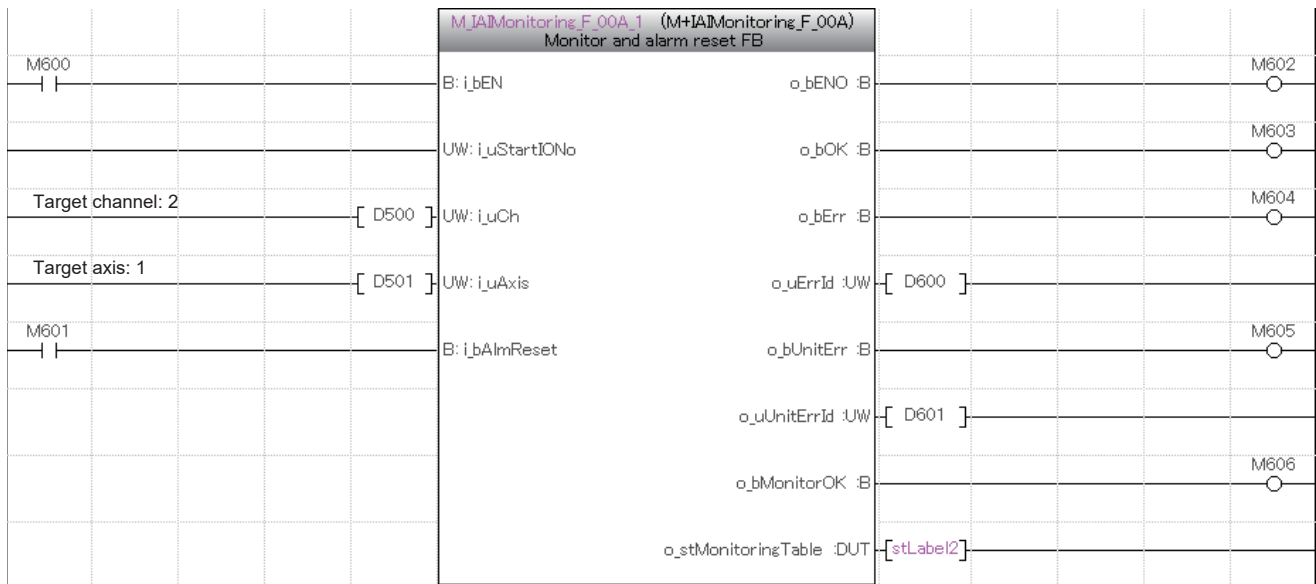 M_IAIMonitoring_F_00A_1 (M+IAIMonitoring_F_00A)
Monitor and alarm reset FB
M600
B: i_bEN
o_bENO :B
M602
UW: i_uStartIONo
o_bOK :B
M603
Target channel: 2
D500
UW: i_uCh
o_bErr :B
M604
Target axis: 1
D501
UW: i_uAxis
o_uErrId :UW
D600
M601
B: i_bAlmReset
o_bUnitErr :B
M605
o_uUnitErrId :UW
D601
o_bMonitorOK :B
M606
o_stMonitoringTable :DUT
stLabel2